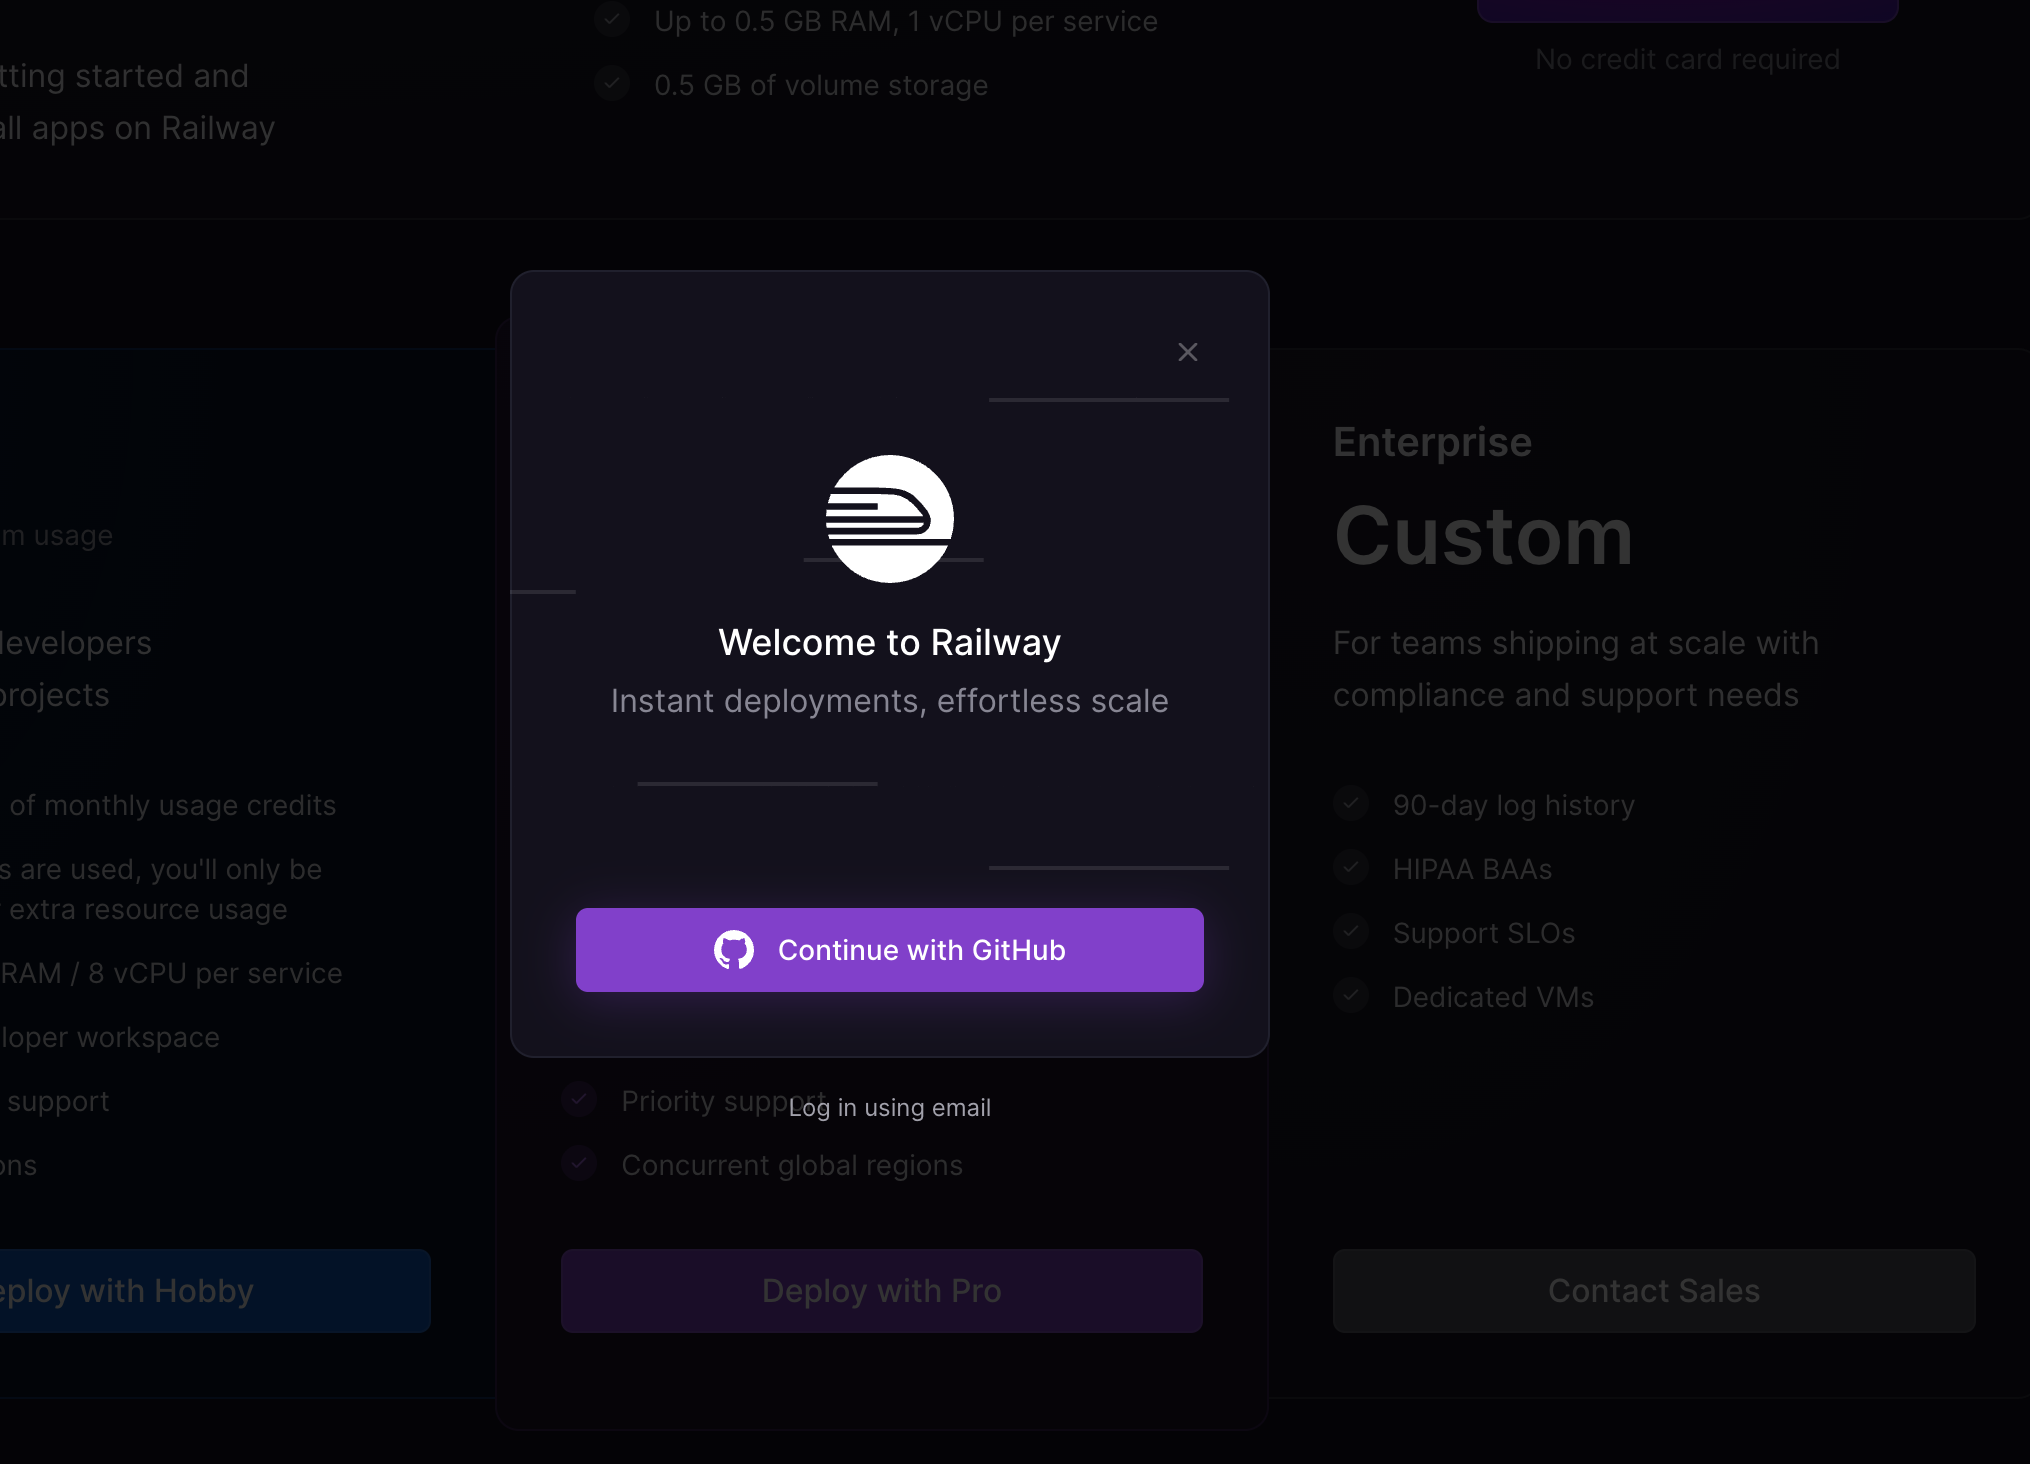 Up to 0.5 GB RAM, 1 vCPU per service
No credit card required
tting started and
0.5 GB of volume storage
all apps on Railway
Welcome to Railway
Instant deployments, effortless scale
Continue with GitHub
Log in using email
m usage
developers
projects
of monthly usage credits
s are used, you'll only be
extra resource usage
RAM / 8 vCPU per service
loper workspace
support
ons
eploy with Hobby
Priority support
Concurrent global regions
Deploy with Pro
Enterprise
Custom
For teams shipping at scale with
compliance and support needs
90-day log history
HIPAA BAAs
Support SLOs
Dedicated VMs
Contact Sales